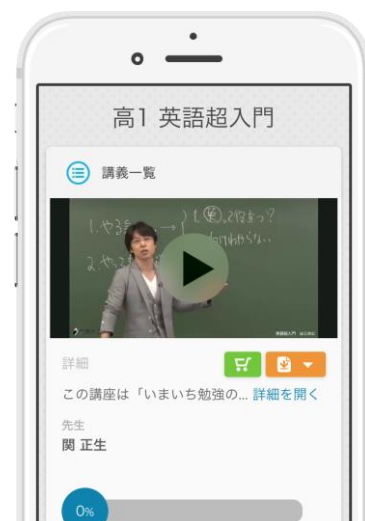 高1 英語超入門
講義一覧
詳細
この講座は「いまいち勉強の... 詳細を開く
先生
関 正生
0%